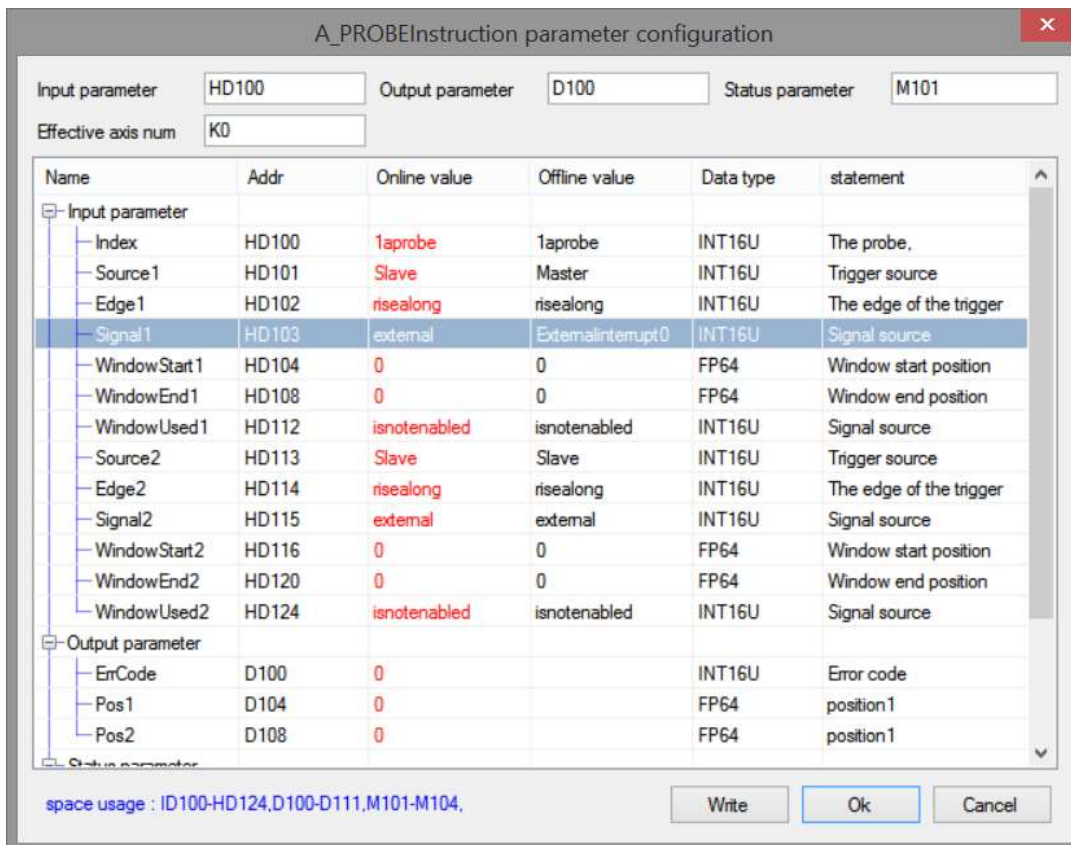 A_PROBEInstruction parameter configuration
Input parameter HD100 Output parameter D100 Status parameter M101
Effective axis num K0
Name Addr Online value Offline value Data type statement
Input parameter
Index HD100 1aprobe 1aprobe INT16U The probe,
Source1 HD101 Slave Master INT16U Trigger source
Edge1 HD102 risealong risealong INT16U The edge of the trigger
Signal1 HD103 external Externalinterrupt0 INT16U Signal source
WindowStart1 HD104 0 0 FP64 Window start position
WindowEnd1 HD108 0 0 FP64 Window end position
WindowUsed1 HD112 isnotenabled isnotenabled INT16U Signal source
Source2 HD113 Slave Slave INT16U Trigger source
Edge2 HD114 risealong risealong INT16U The edge of the trigger
Signal2 HD115 external external INT16U Signal source
WindowStart2 HD116 0 0 FP64 Window start position
WindowEnd2 HD120 0 0 FP64 Window end position
WindowUsed2 HD124 isnotenabled isnotenabled INT16U Signal source
Output parameter
ErrCode D100 0 INT16U Error code
Pos1 D104 0 FP64 position1
Pos2 D108 0 FP64 position1
Status parameter
space usage : ID100-HD124,D100-D111,M101-M104,
Write Ok Cancel